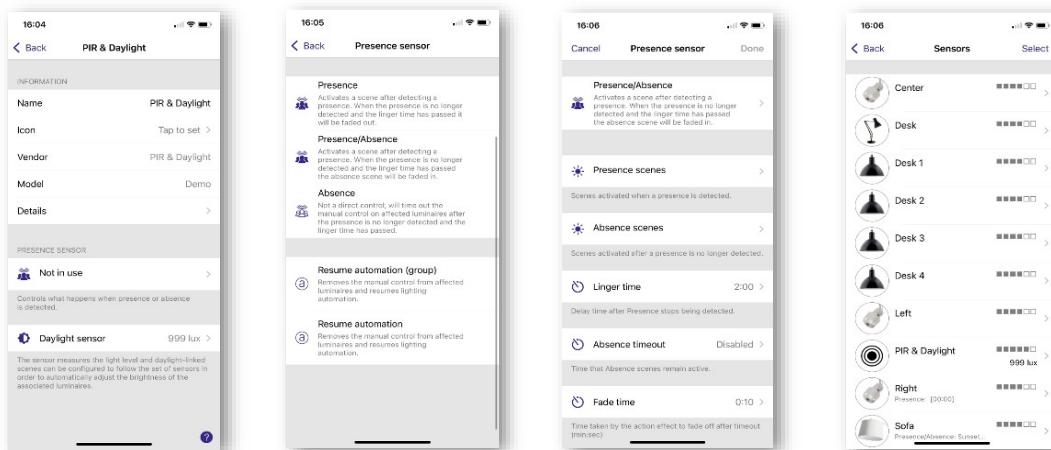 16:04
Back PIR & Daylight
INFORMATION
Name PIR & Daylight
Icon Tap to set
Vendor PIR & Daylight
Model Demo
Details
PRESENCE SENSOR
Not in use
Controls what happens when presence or absence
is detected.
Daylight sensor 999 lux
The sensor measures the light level and daylight-linked
scenes can be configured to follow the set of sensors in
order to automatically adjust the brightness of the
associated luminaires.
?
16:05
Back Presence sensor
Presence
Activates a scene after detecting a
presence. When the presence is no longer
detected and the linger time has passed it
will be faded out.
Presence/Absence
Activates a scene after detecting a
presence. When the presence is no longer
detected and the linger time has passed
the absence scene will be faded in.
Absence
Not a direct control; will time out the
manual control on affected luminaires after
the presence is no longer detected and the
linger time has passed.
Resume automation (group)
Removes the manual control from affected
luminaires and resumes lighting
automation.
Resume automation
Removes the manual control from affected
luminaires and resumes lighting
automation.
16:06
Cancel Presence sensor Done
Presence/Absence
Activates a scene after detecting a
presence. When the presence is no longer
detected and the linger time has passed
the absence scene will be faded in.
Presence scenes
Scenes activated when a presence is detected.
Absence scenes
Scenes activated after a presence is no longer detected.
Linger time 2:00
Delay time after Presence stops being detected.
Absence timeout Disabled
Time that Absence scenes remain active.
Fade time 0:10
Time taken by the action effect to fade off after timeout
(min:sec)
16:06
Back Sensors Select
Center
Desk
Desk 1
Desk 2
Desk 3
Desk 4
Left
PIR & Daylight
999 lux
Right
Presence: [00:00]
Sofa
Presence/Absence: Sunset...